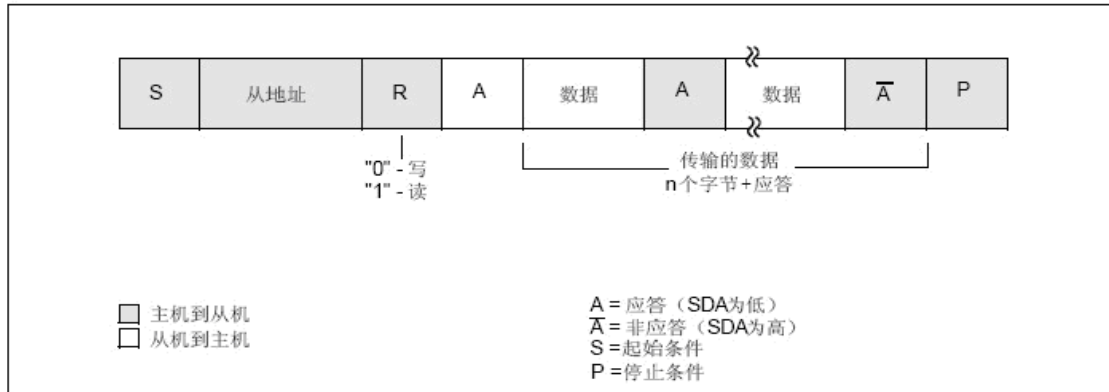 S 从地址 R A 数据 A 数据 A̅ P
"0" - 写
"1" - 读
传输的数据
n个字节+应答
主机到从机
从机到主机
A = 应答（SDA为低）
A̅ = 非应答（SDA为高）
S =起始条件
P =停止条件